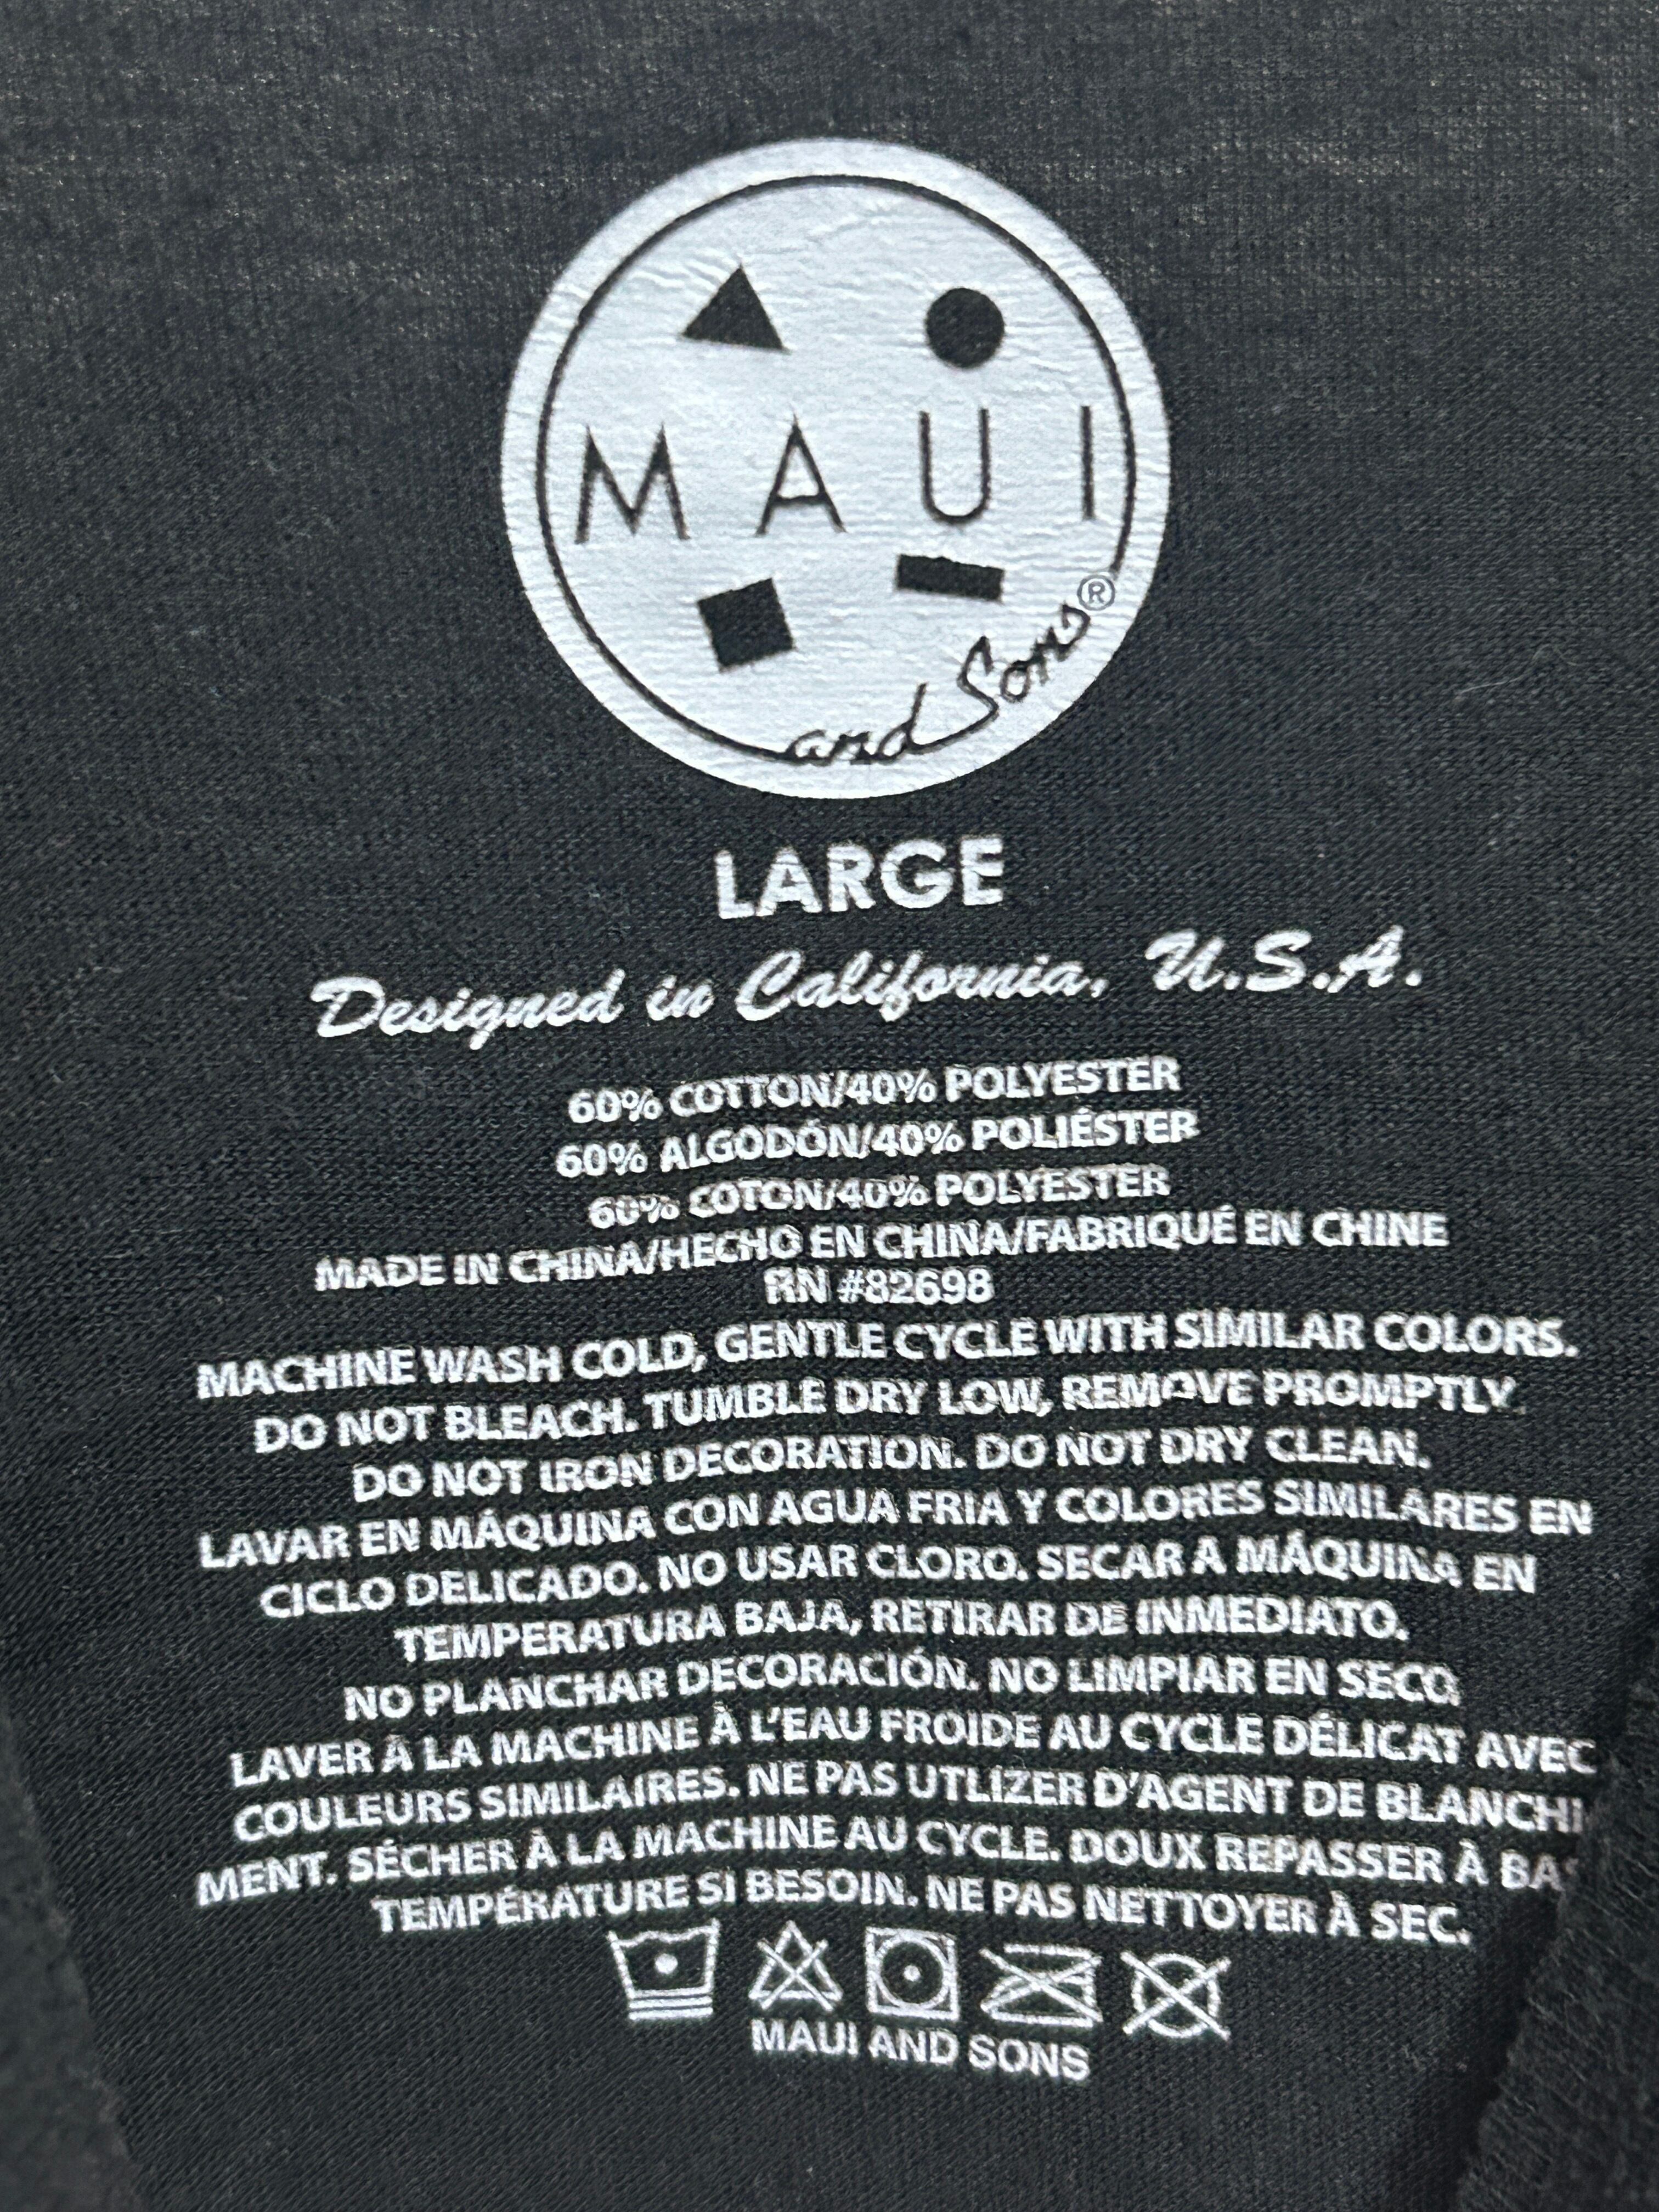 MAUI
and Sons®
LARGE
Designed in California, U.S.A.
60% COTTON/40% POLYESTER
60% ALGODÓN/40% POLIÉSTER
60% COTON/40% POLYESTER
MADE IN CHINA/HECHO EN CHINA/FABRIQUÉ EN CHINE
RN #82698
MACHINE WASH COLD, GENTLE CYCLE WITH SIMILAR COLORS.
DO NOT BLEACH. TUMBLE DRY LOW, REMOVE PROMPTLY.
DO NOT IRON DECORATION. DO NOT DRY CLEAN.
LAVAR EN MÁQUINA CON AGUA FRIA Y COLORES SIMILARES EN
CICLO DELICADO. NO USAR CLORO. SECAR A MÁQUINA EN
TEMPERATURA BAJA, RETIRAR DE INMEDIATO.
NO PLANCHAR DECORACIÓN. NO LIMPIAR EN SECO
LAVER À LA MACHINE À L'EAU FROIDE AU CYCLE DÉLICAT AVEC
COULEURS SIMILAIRES. NE PAS UTLIZER D'AGENT DE BLANCHI
MENT. SÉCHER À LA MACHINE AU CYCLE. DOUX REPASSER À BAS
TEMPÉRATURE SI BESOIN. NE PAS NETTOYER À SEC.
MAUI AND SONS